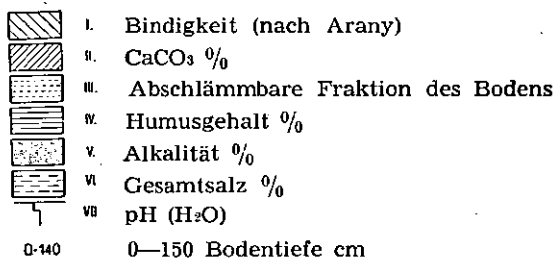 I. Bindigkeit (nach Arany)
II. CaCO₃ %
III. Abschlämmbare Fraktion des Bodens
IV. Humusgehalt %
V. Alkalität %
VI Gesamtsalz %
VII pH (H₂O)
0-140 0—150 Bodentiefe cm